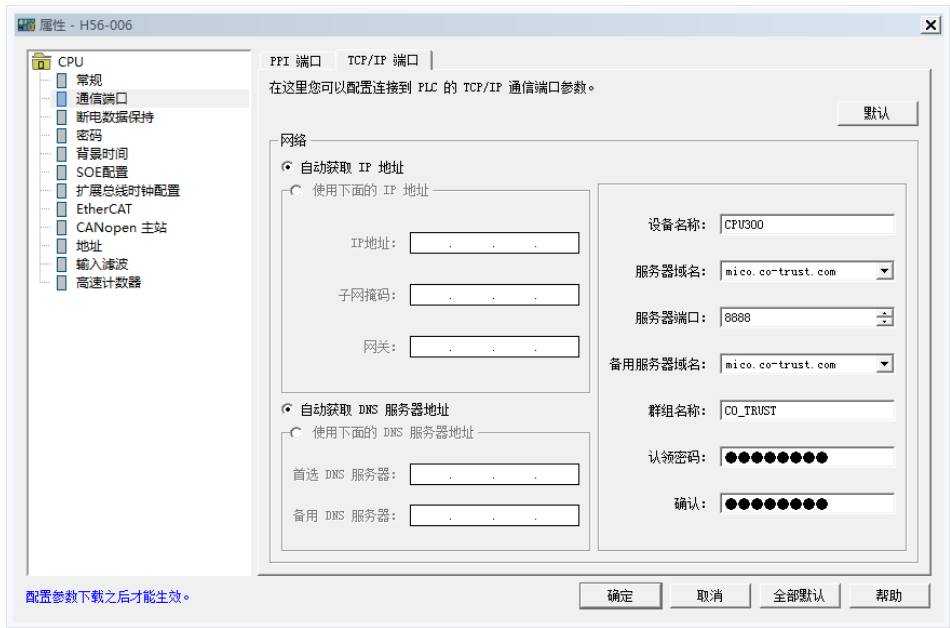 属性 - H56-006
CPU
常规
通信端口
断电数据保持
密码
背景时间
SOE配置
扩展总线时钟配置
EtherCAT
CANopen 主站
地址
输入滤波
高速计数器
PPI 端口 TCP/IP 端口
在这里您可以配置连接到 PLC 的 TCP/IP 通信端口参数。
默认
网络
自动获取 IP 地址
使用下面的 IP 地址
IP地址: . . .
子网掩码: . . .
网关: . . .
自动获取 DNS 服务器地址
使用下面的 DNS 服务器地址
首选 DNS 服务器: . . .
备用 DNS 服务器: . . .
设备名称: CPU300
服务器域名: mico.co-trust.com
服务器端口: 8888
备用服务器域名: mico.co-trust.com
群组名称: CO_TRUST
认领密码: ●●●●●●●●
确认: ●●●●●●●●
配置参数下载之后才能生效。
确定 取消 全部默认 帮助